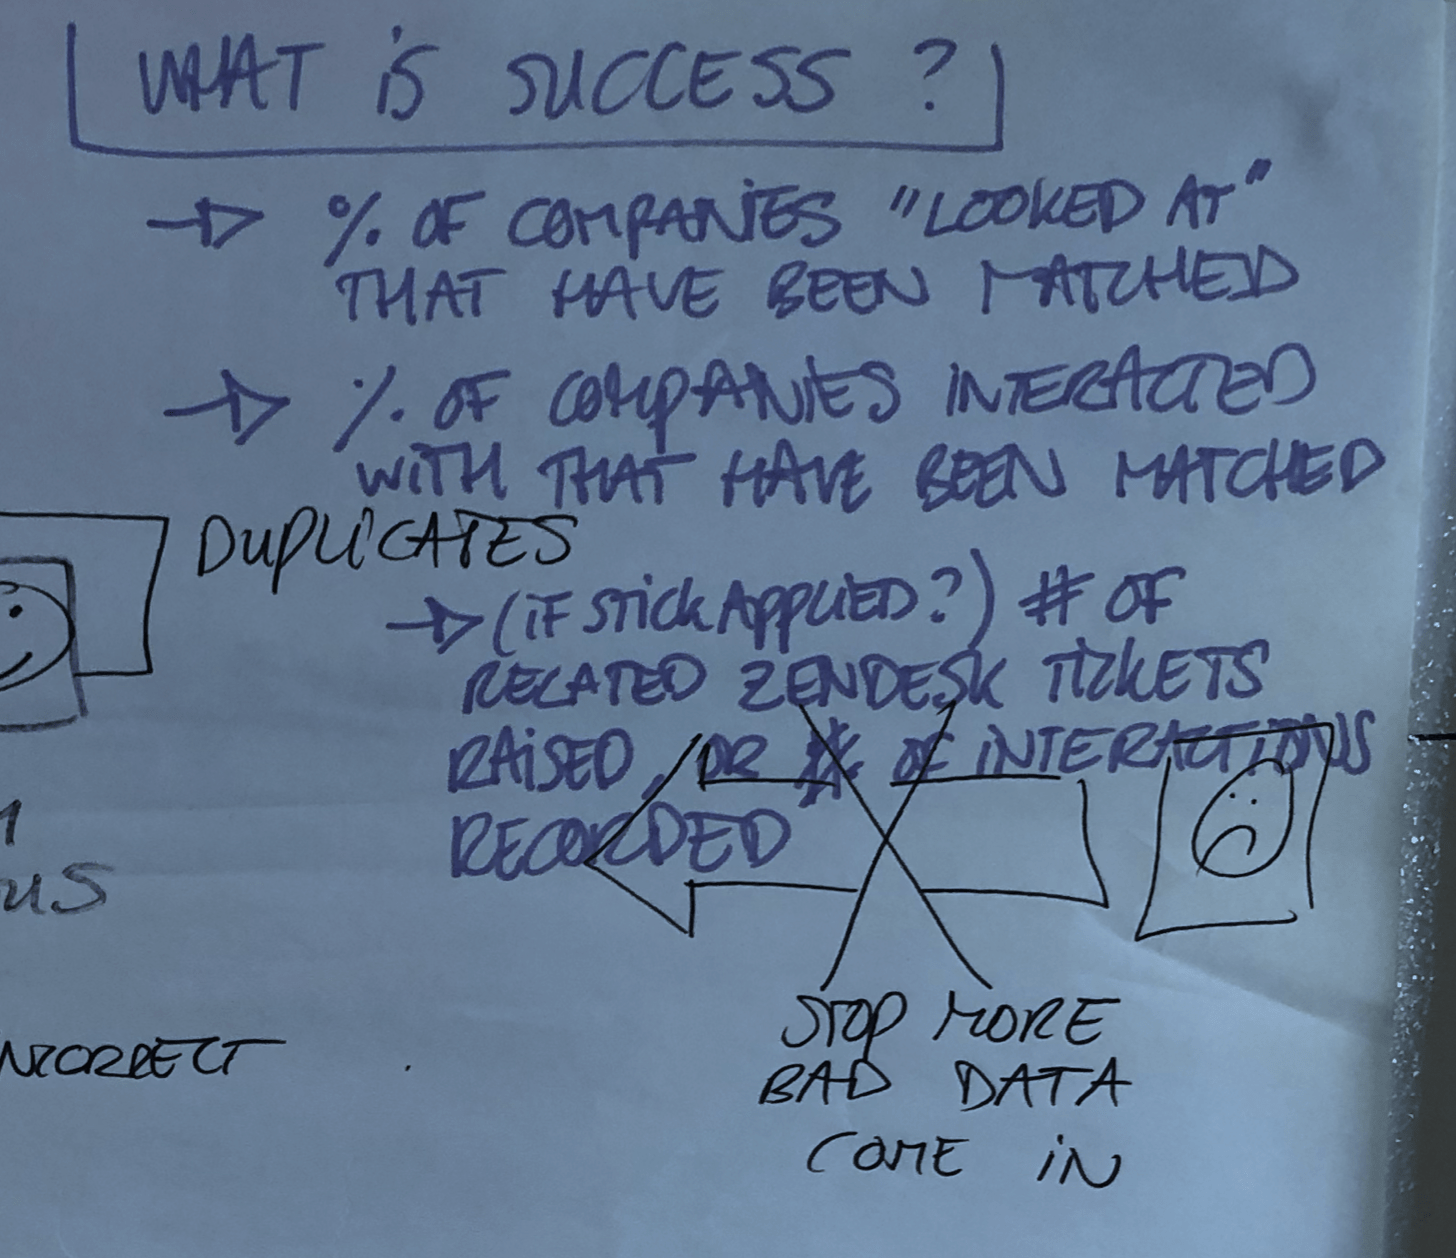 WHAT iS SUCCESS ?
% OF COMPANiES "LOOKED AT"
THAT HAVE BEEN MATCHED
% OF COMPANiES iNTERACTED
WiTH THAT HAVE BEEN MATCHED
DUPLiCATES
(iF STiCK APPLiED?) # OF
RELATED ZENDESK TiCKETS
RAiSED / OR # OF iNTERACTiONS
RECORDED
US
NCORRECT
STOP MORE
BAD DATA
COME iN